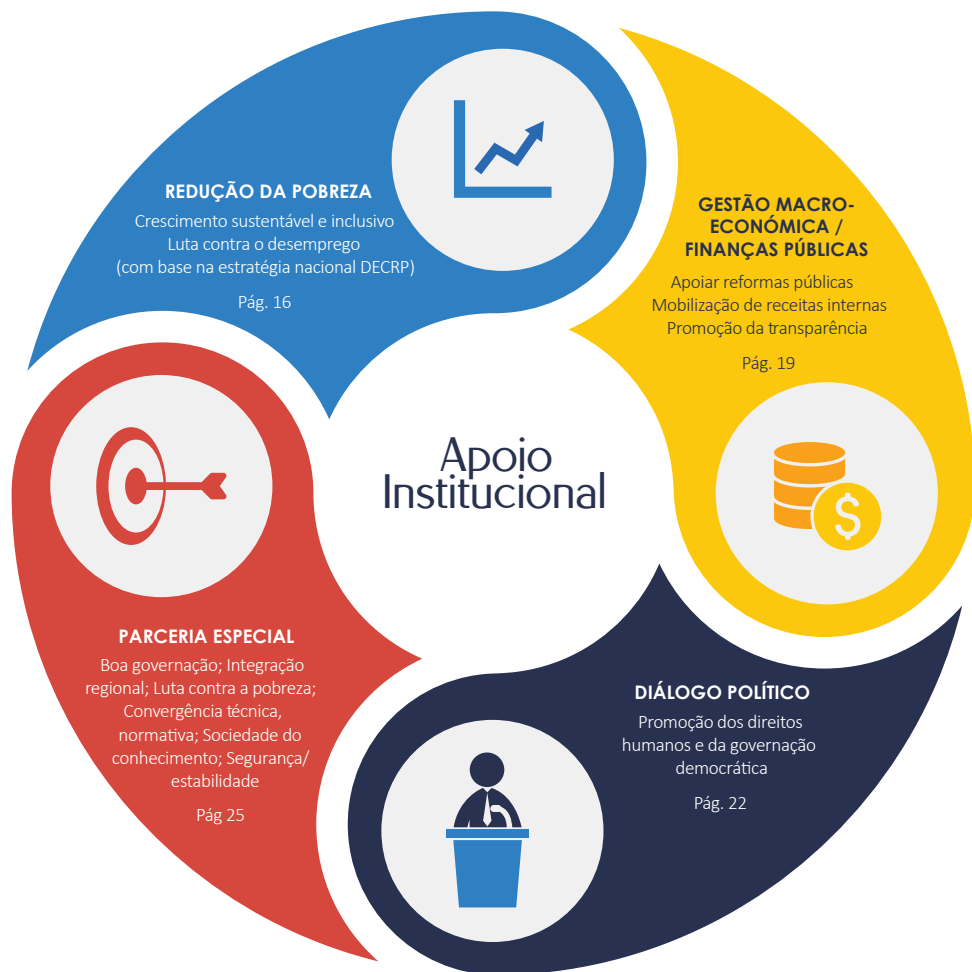 REDUÇÃO DA POBREZA
Crescimento sustentável e inclusivo
Luta contra o desemprego
(com base na estratégia nacional DECRP)
Pág. 16
GESTÃO MACRO-
ECONÓMICA /
FINANÇAS PÚBLICAS
Apoiar reformas públicas
Mobilização de receitas internas
Promoção da transparência
Pág. 19
Apoio
Institucional
$
PARCERIA ESPECIAL
Boa governação; Integração
regional; Luta contra a pobreza;
Convergência técnica,
normativa; Sociedade do
conhecimento; Segurança/
estabilidade
Pág 25
DIÁLOGO POLÍTICO
Promoção dos direitos
humanos e da governação
democrática
Pág. 22